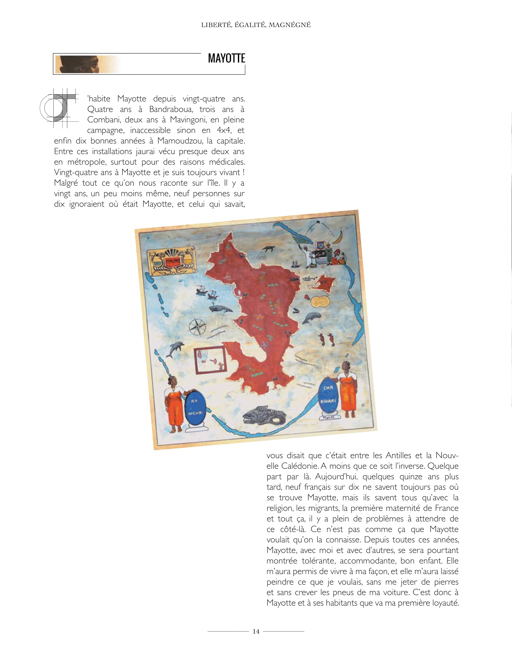 LIBERTÉ, ÉGALITÉ, MAGNÉGNÉ
MAYOTTE
J'habite Mayotte depuis vingt-quatre ans.
Quatre ans à Bandraboua, trois ans à
Combani, deux ans à Mavingoni, en pleine
campagne, inaccessible sinon en 4x4, et
enfin dix bonnes années à Mamoudzou, la capitale.
Entre ces installations jaurai vécu presque deux ans
en métropole, surtout pour des raisons médicales.
Vingt-quatre ans à Mayotte et je suis toujours vivant !
Malgré tout ce qu'on nous raconte sur l'île. Il y a
vingt ans, un peu moins même, neuf personnes sur
dix ignoraient où était Mayotte, et celui qui savait,
vous disait que c'était entre les Antilles et la Nouv-
elle Calédonie. A moins que ce soit l'inverse. Quelque
part par là. Aujourd'hui, quelques quinze ans plus
tard, neuf français sur dix ne savent toujours pas où
se trouve Mayotte, mais ils savent tous qu'avec la
religion, les migrants, la première maternité de France
et tout ça, il y a plein de problèmes à attendre de
ce côté-là. Ce n'est pas comme ça que Mayotte
voulait qu'on la connaisse. Depuis toutes ces années,
Mayotte, avec moi et avec d'autres, se sera pourtant
montrée tolérante, accommodante, bon enfant. Elle
m'aura permis de vivre à ma façon, et elle m'aura laissé
peindre ce que je voulais, sans me jeter de pierres
et sans crever les pneus de ma voiture. C'est donc à
Mayotte et à ses habitants que va ma première loyauté.
14